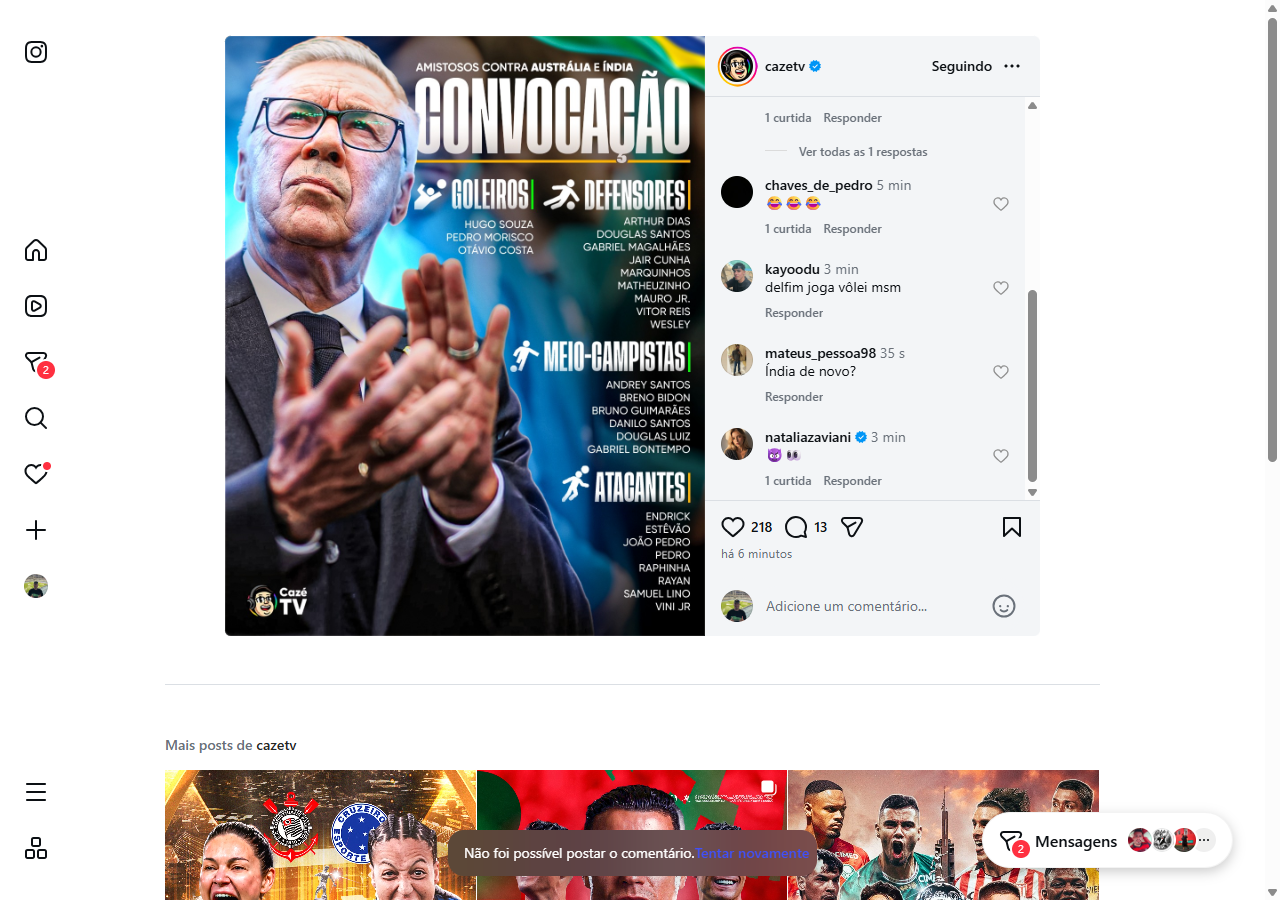 AMISTOSOS CONTRA AUSTRÁLIA E ÍNDIA
CONVOCAÇÃO
GOLEIROS
HUGO SOUZA
PEDRO MORISCO
OTÁVIO COSTA
DEFENSORES
ARTHUR DIAS
DOUGLAS SANTOS
GABRIEL MAGALHÃES
JAIR CUNHA
MARQUINHOS
MATHEUZINHO
MAURO JR.
VITOR REIS
WESLEY
MEIO-CAMPISTAS
ANDREY SANTOS
BRENO BIDON
BRUNO GUIMARÃES
DANILO SANTOS
DOUGLAS LUIZ
GABRIEL BONTEMPO
ATACANTES
ENDRICK
ESTÊVÃO
JOÃO PEDRO
PEDRO
RAPHINHA
RAYAN
SAMUEL LINO
VINI JR
Cazé
TV
cazetv
Seguindo
1 curtida Responder
Ver todas as 1 respostas
chaves_de_pedro 5 min
😂😂😂
1 curtida Responder
kayoodu 3 min
delfim joga vôlei msm
Responder
mateus_pessoa98 35 s
Índia de novo?
Responder
nataliazaviani 3 min
😈👀
1 curtida Responder
218 13
há 6 minutos
Adicione um comentário...
2
Mais posts de cazetv
CRUZEIRO
ESPORTE
Não foi possível postar o comentário.Tentar novamente
2
Mensagens